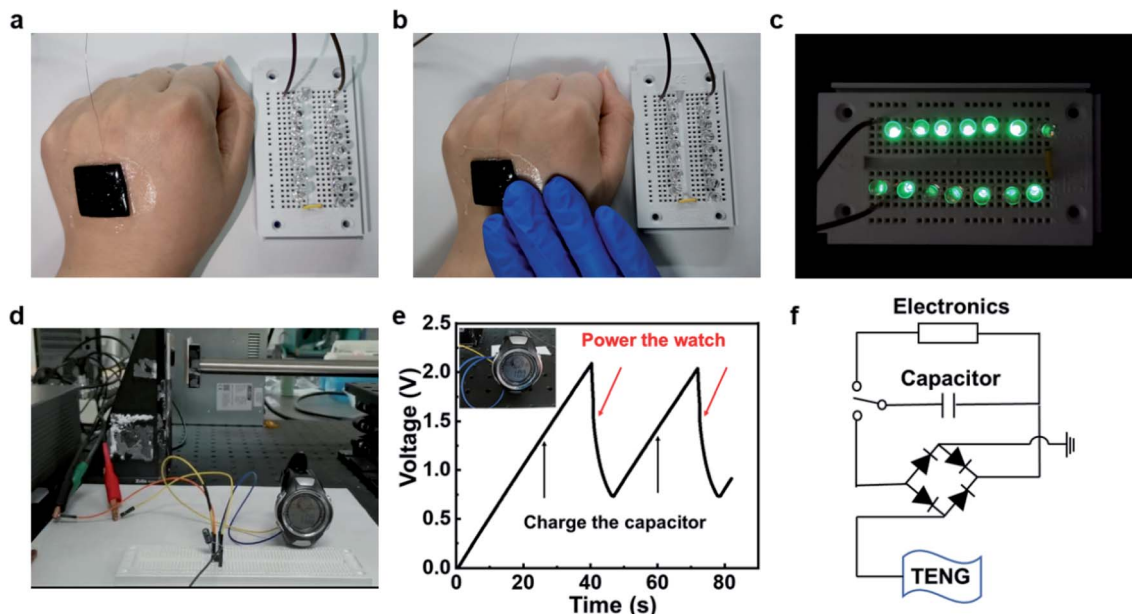 a
b
c
d
e
2.5
2.0
1.5
1.0
0.5
0.0
Voltage (V)
Power the watch
Charge the capacitor
0
20
40
60
80
Time (s)
f
Electronics
Capacitor
TENG